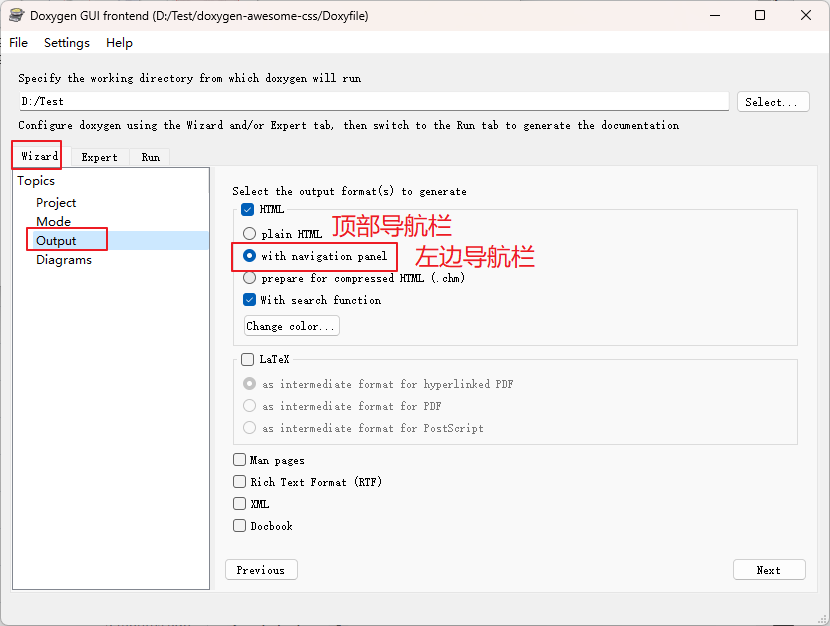 Doxygen GUI frontend (D:/Test/doxygen-awesome-css/Doxyfile)
File Settings Help
Specify the working directory from which doxygen will run
D:/Test
Select...
Configure doxygen using the Wizard and/or Expert tab, then switch to the Run tab to generate the documentation
Wizard Expert Run
Topics
Project
Mode
Output
Diagrams
Select the output format(s) to generate
HTML
plain HTML 顶部导航栏
with navigation panel 左边导航栏
prepare for compressed HTML (.chm)
With search function
Change color...
LaTeX
as intermediate format for hyperlinked PDF
as intermediate format for PDF
as intermediate format for PostScript
Man pages
Rich Text Format (RTF)
XML
Docbook
Previous
Next